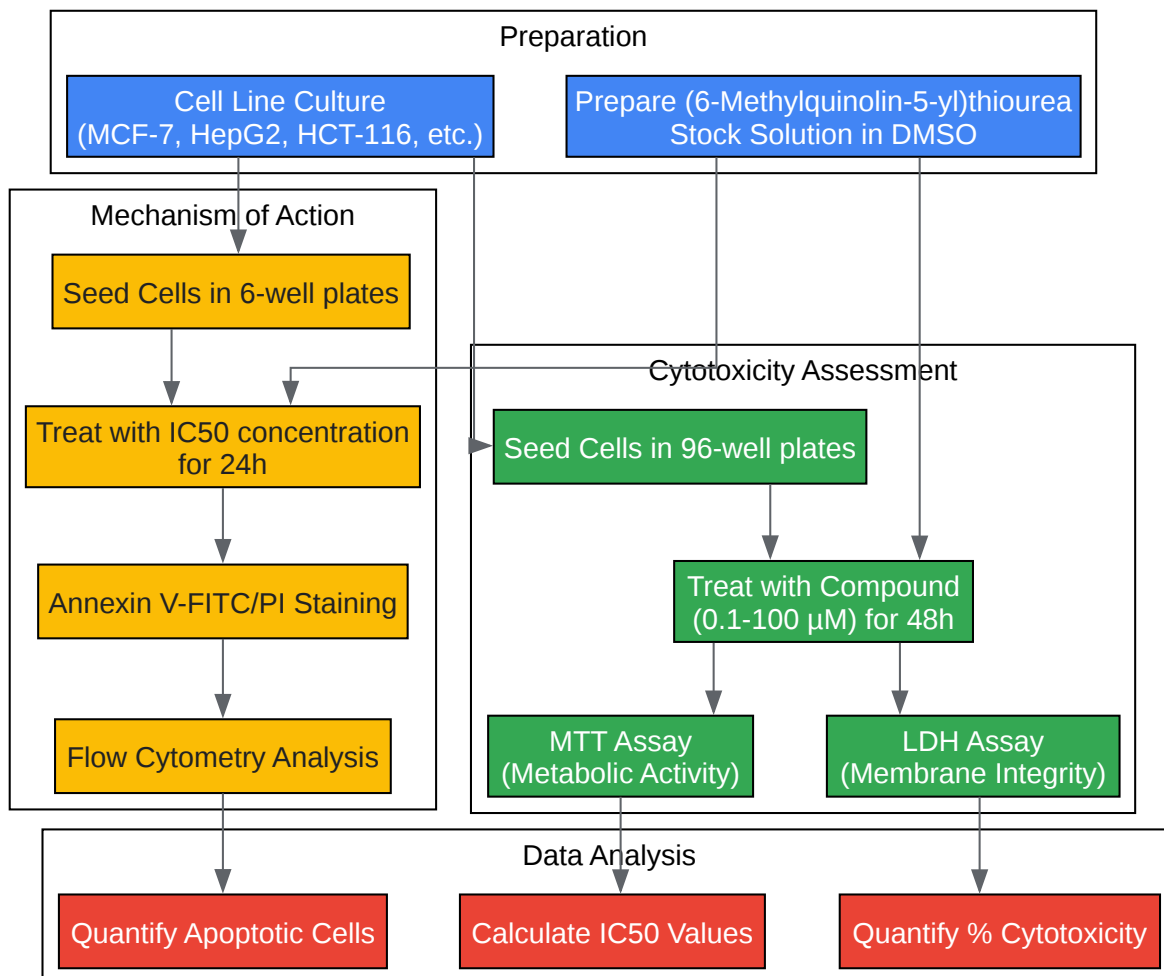 Preparation
Cell Line Culture
(MCF-7, HepG2, HCT-116, etc.)
Prepare (6-Methylquinolin-5-yl)thiourea
Stock Solution in DMSO
Mechanism of Action
Seed Cells in 6-well plates
Treat with IC50 concentration
for 24h
Annexin V-FITC/PI Staining
Flow Cytometry Analysis
Cytotoxicity Assessment
Seed Cells in 96-well plates
Treat with Compound
(0.1-100 µM) for 48h
MTT Assay
(Metabolic Activity)
LDH Assay
(Membrane Integrity)
Data Analysis
Quantify Apoptotic Cells
Calculate IC50 Values
Quantify % Cytotoxicity